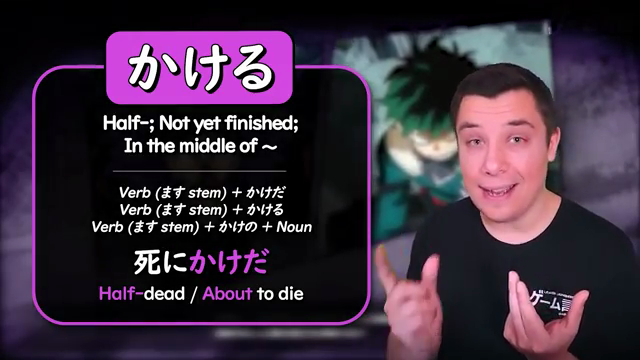 かける
Half-; Not yet finished;
In the middle of ～
Verb (ます stem) + かけだ
Verb (ます stem) + かける
Verb (ます stem) + かけの + Noun
死にかけだ
Half-dead / About to die
ゲーム